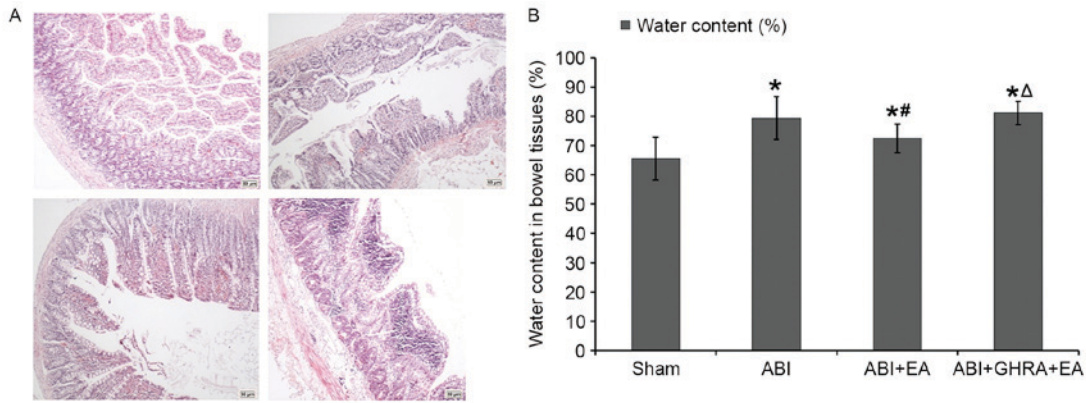 A
B
Water content (%)
Water content in bowel tissues (%)
100
90
80
70
60
50
40
30
20
10
0
*
*#
*Δ
Sham
ABI
ABI+EA
ABI+GHRA+EA